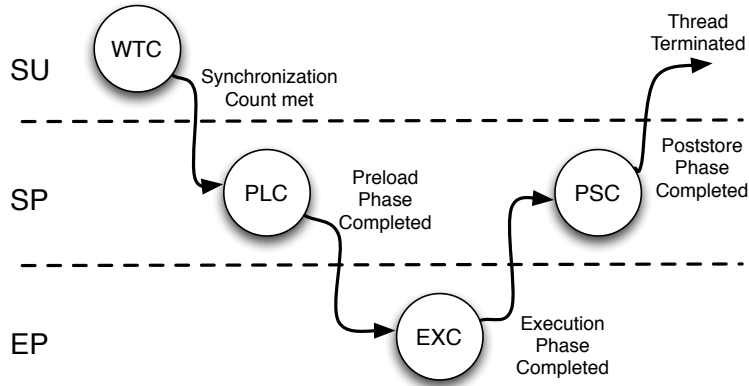 SU
WTC
Synchronization
Count met
Thread
Terminated
SP
PLC
Preload
Phase
Completed
PSC
Poststore
Phase
Completed
EP
EXC
Execution
Phase
Completed